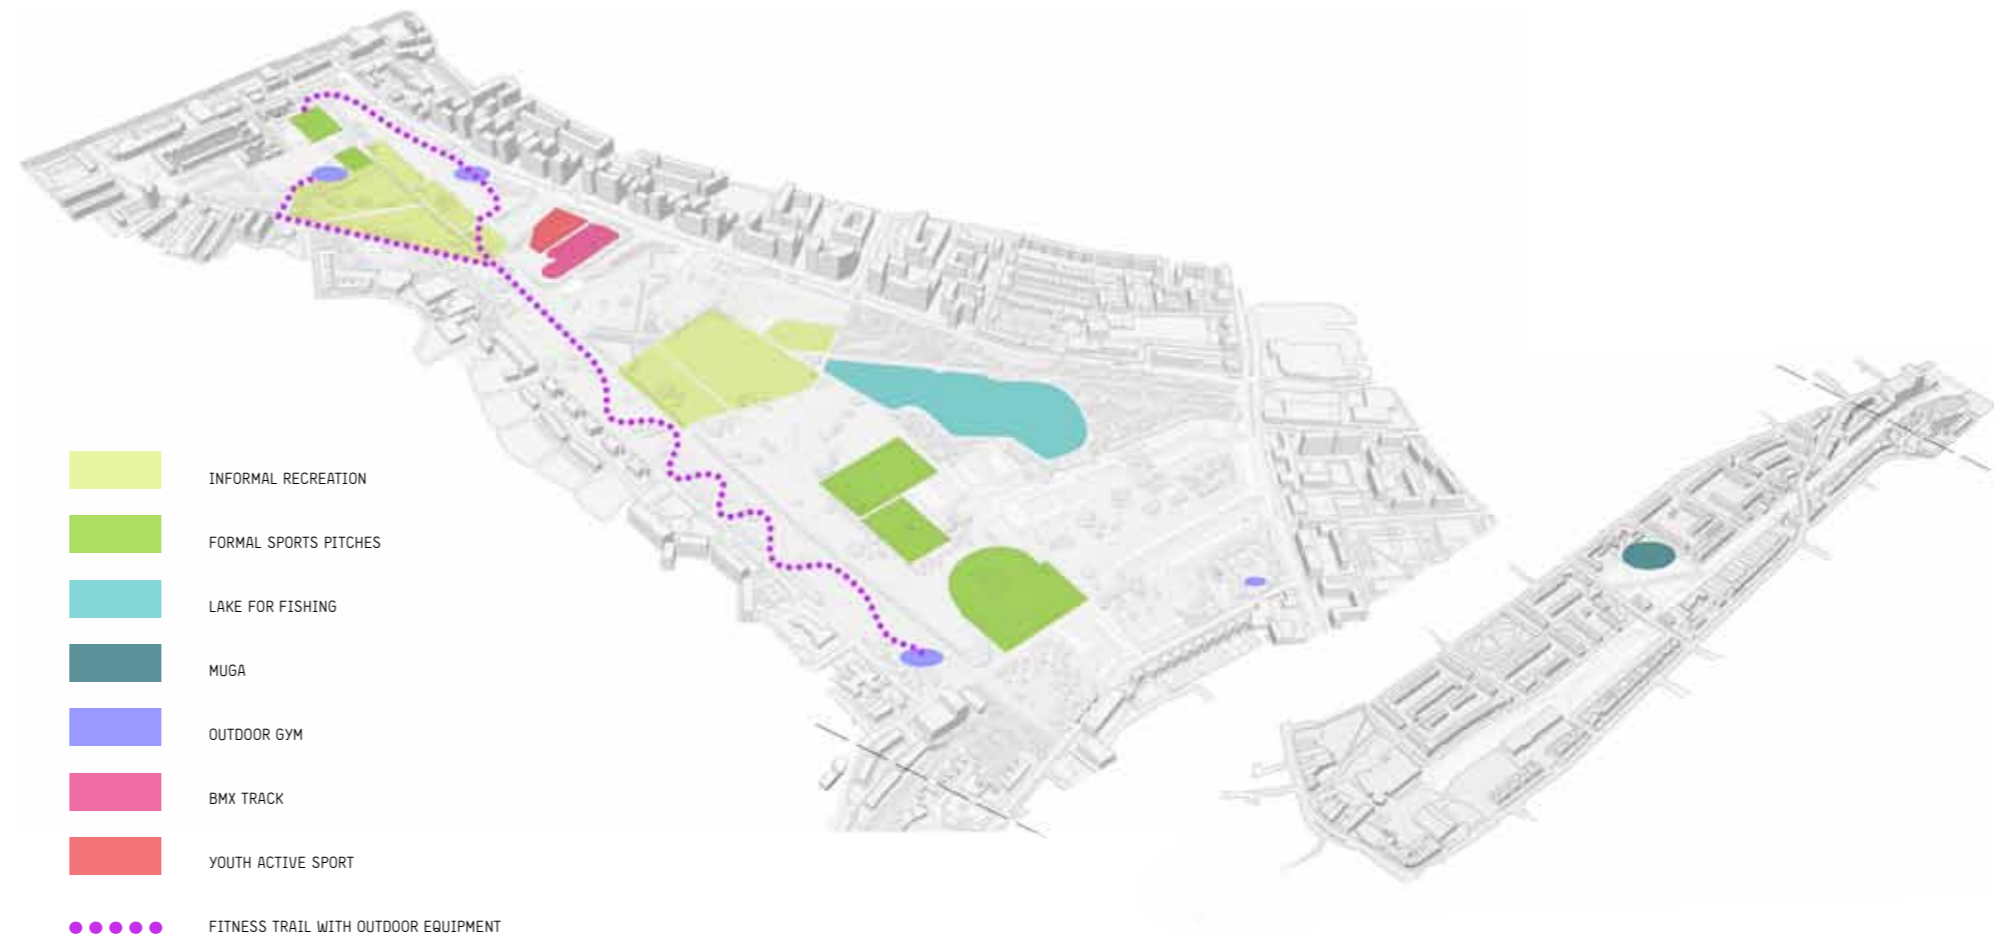 INFORMAL RECREATION
FORMAL SPORTS PITCHES
LAKE FOR FISHING
MUGA
OUTDOOR GYM
BMX TRACK
YOUTH ACTIVE SPORT
FITNESS TRAIL WITH OUTDOOR EQUIPMENT